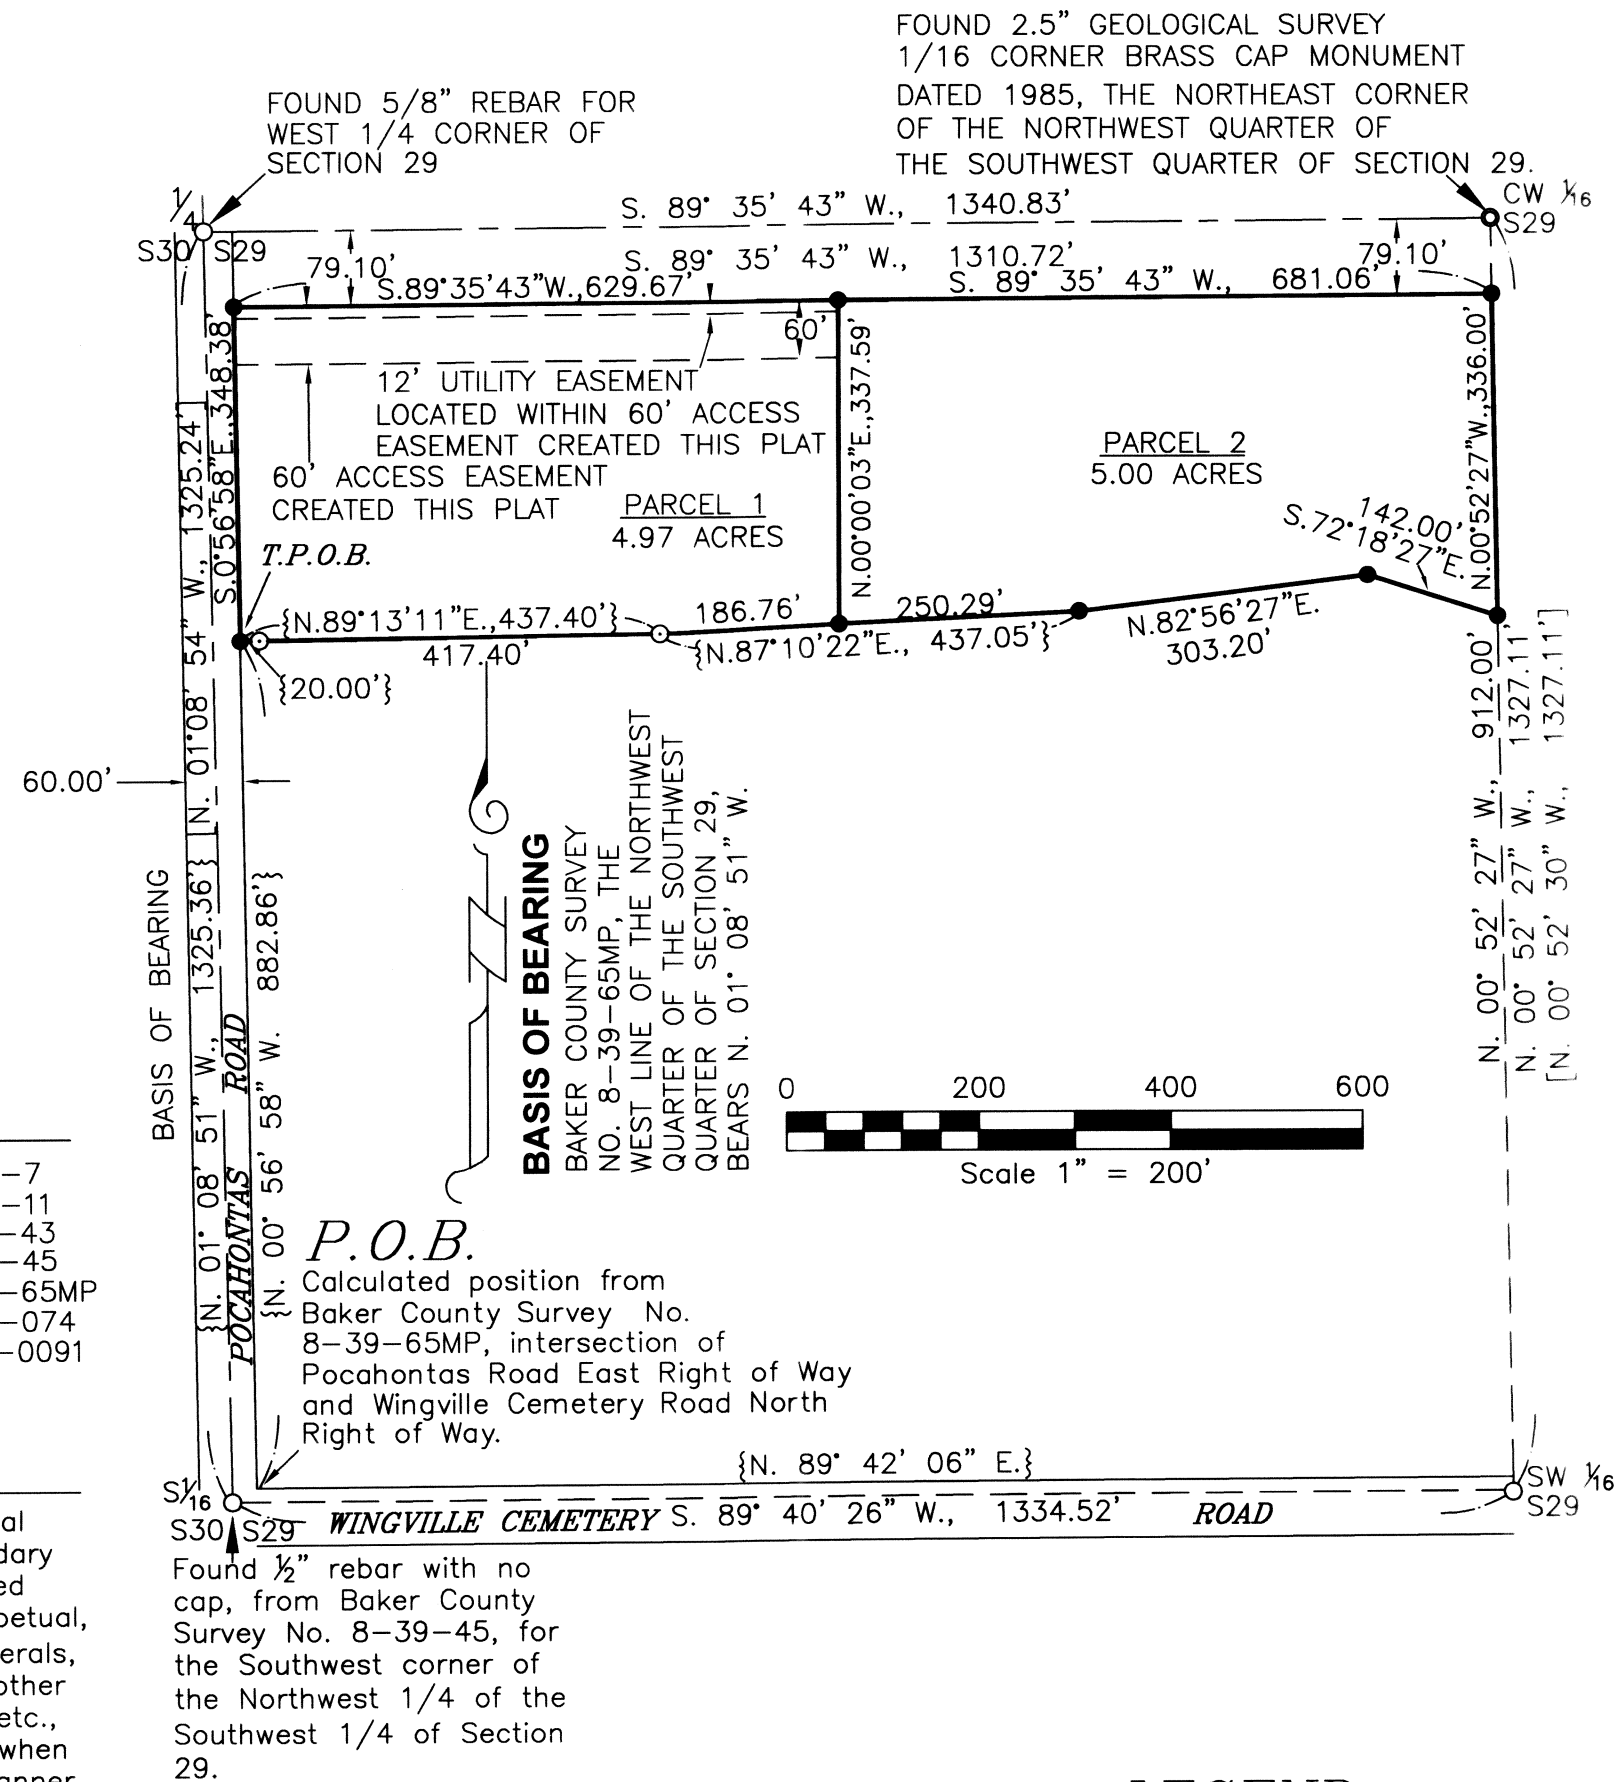 FOUND 2.5" GEOLOGICAL SURVEY
1/16 CORNER BRASS CAP MONUMENT
DATED 1985, THE NORTHEAST CORNER
OF THE NORTHWEST QUARTER OF
THE SOUTHWEST QUARTER OF SECTION 29.
FOUND 5/8" REBAR FOR
WEST 1/4 CORNER OF
SECTION 29
1/4
S30 S29
CW 1/16
S29
S. 89° 35' 43" W., 1340.83'
S. 89° 35' 43" W., 1310.72'
79.10'
79.10'
S.89°35'43"W.,629.67'
S. 89° 35' 43" W., 681.06'
60'
12' UTILITY EASEMENT
LOCATED WITHIN 60' ACCESS
EASEMENT CREATED THIS PLAT
60' ACCESS EASEMENT
CREATED THIS PLAT
PARCEL 1
4.97 ACRES
PARCEL 2
5.00 ACRES
S.0°56'58"E.,348.38'
N.00°00'03"E.,337.59'
N.00°52'27"W.,336.00'
142.00'
S.72°18'27"E.
T.P.O.B.
{N.89°13'11"E.,437.40'}
417.40'
{20.00'}
186.76'
250.29'
{N.87°10'22"E., 437.05'}
N.82°56'27"E.
303.20'
60.00'
BASIS OF BEARING
[N. 01°08' 54" W., 1325.24']
{N. 01° 08' 51" W., 1325.36'}
POCAHONTAS ROAD
{N. 00° 56' 58" W. 882.86'}
BASIS OF BEARING
BAKER COUNTY SURVEY
NO. 8-39-65MP, THE
WEST LINE OF THE NORTHWEST
QUARTER OF THE SOUTHWEST
QUARTER OF SECTION 29,
BEARS N. 01° 08' 51" W.
N. 00° 52' 27" W., 912.00'
N. 00° 52' 27" W., 1327.11'
[N. 00° 52' 30" W., 1327.11']
0 200 400 600
Scale 1" = 200'
-7
-11
-43
-45
-65MP
-074
-0091
P.O.B.
Calculated position from
Baker County Survey No.
8-39-65MP, intersection of
Pocahontas Road East Right of Way
and Wingville Cemetery Road North
Right of Way.
{N. 89° 42' 06" E.}
S1/16
S30 S29
SW 1/16
S29
WINGVILLE CEMETERY S. 89° 40' 26" W., 1334.52' ROAD
Found ½" rebar with no
cap, from Baker County
Survey No. 8-39-45, for
the Southwest corner of
the Northwest 1/4 of the
Southwest 1/4 of Section
29.
al
dary
ed
petual,
erals,
other
etc.,
when